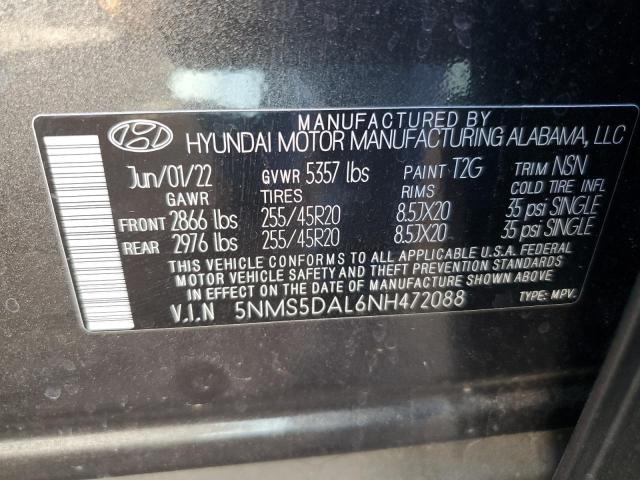 MANUFACTURED BY
HYUNDAI MOTOR MANUFACTURING ALABAMA, LLC
Jun/01/22 GVWR 5357 lbs PAINT T2G TRIM NSN
GAWR TIRES RIMS COLD TIRE INFL
FRONT 2866 lbs 255/45R20 8.5JX20 35 psi SINGLE
REAR 2976 lbs 255/45R20 8.5JX20 35 psi SINGLE
THIS VEHICLE CONFORMS TO ALL APPLICABLE U.S.A. FEDERAL
MOTOR VEHICLE SAFETY AND THEFT PREVENTION STANDARDS
IN EFFECT ON THE DATE OF MANUFACTURE SHOWN ABOVE
V.I.N 5NMS5DAL6NH472088 TYPE: MPV